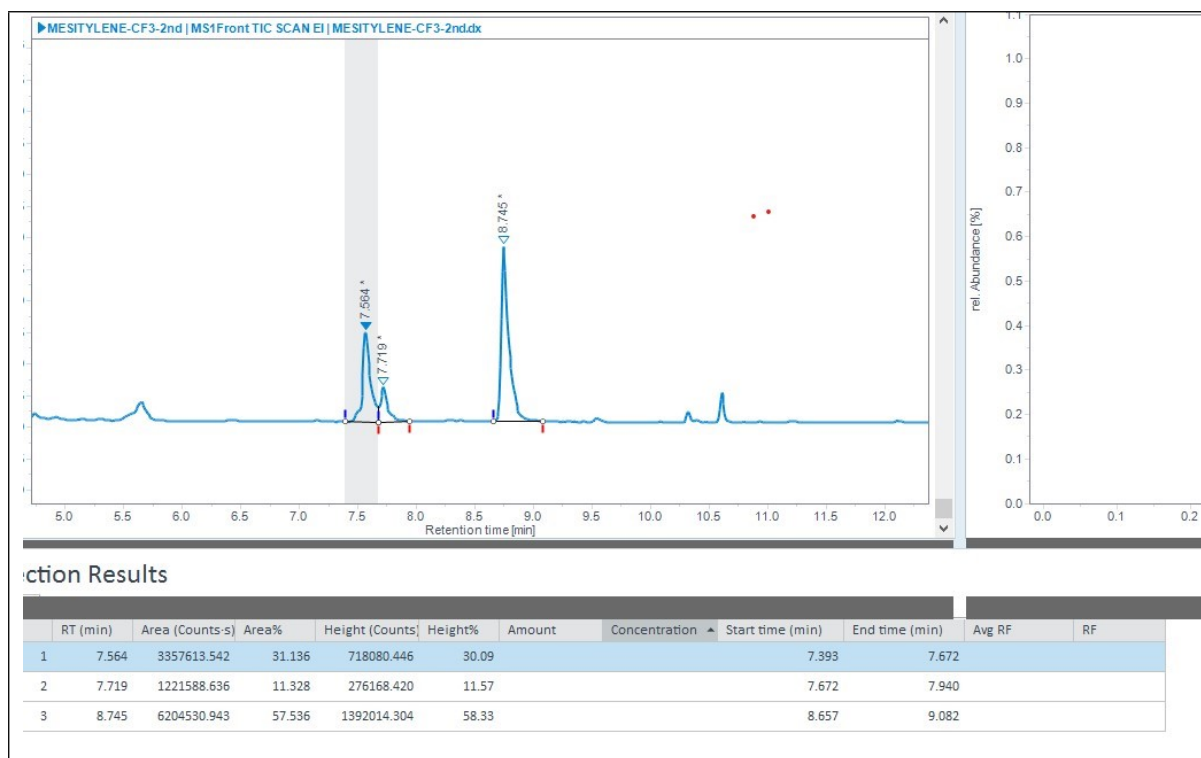 MESITYLENE-CF3-2nd | MS1Front TIC SCAN EI | MESITYLENE-CF3-2nd.dx
7.564 *
7.719 *
8.745 *
5.0 5.5 6.0 6.5 7.0 7.5 8.0 8.5 9.0 9.5 10.0 10.5 11.0 11.5 12.0
Retention time [min]
1.1
1.0
0.9
0.8
0.7
0.6
0.5
0.4
0.3
0.2
0.1
0.0
rel. Abundance [%]
0.0 0.1 0.2
ction Results
RT (min) Area (Counts·s) Area% Height (Counts) Height% Amount Concentration Start time (min) End time (min) Avg RF RF
1 7.564 3357613.542 31.136 718080.446 30.09 7.393 7.672
2 7.719 1221588.636 11.328 276168.420 11.57 7.672 7.940
3 8.745 6204530.943 57.536 1392014.304 58.33 8.657 9.082